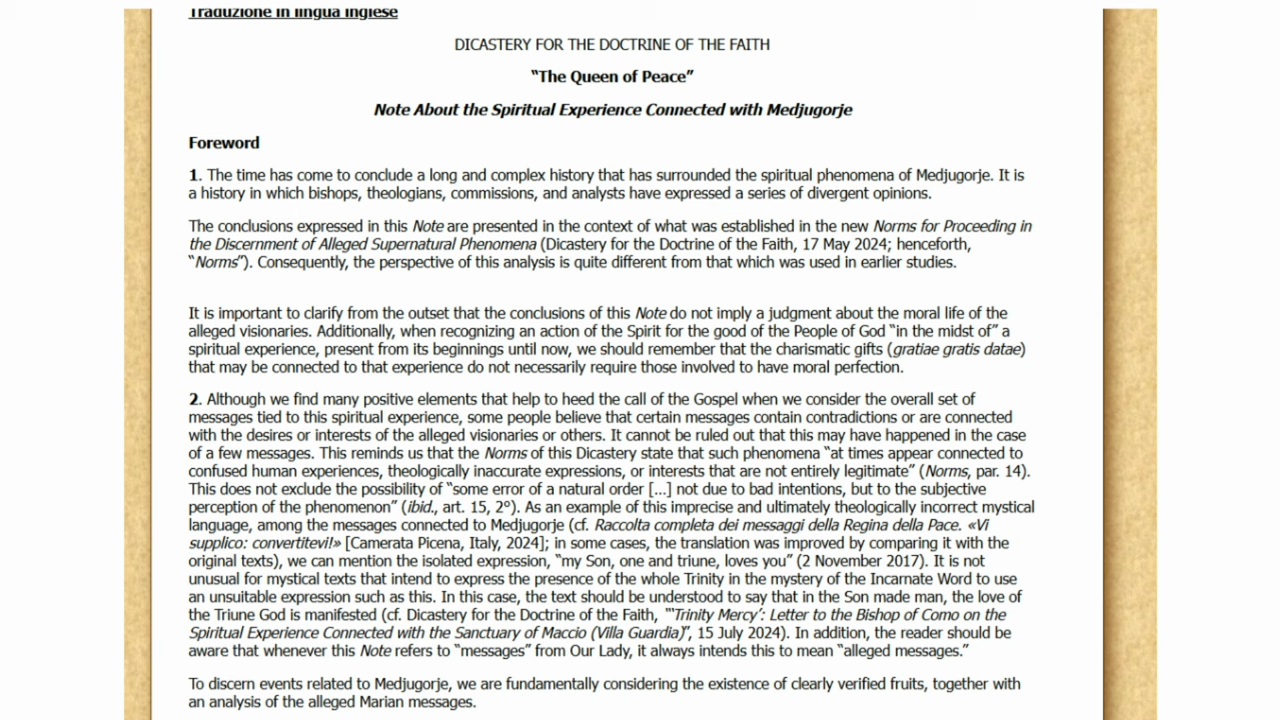 Traduzione in lingua inglese
DICASTERY FOR THE DOCTRINE OF THE FAITH
“The Queen of Peace”
Note About the Spiritual Experience Connected with Medjugorje
Foreword
1. The time has come to conclude a long and complex history that has surrounded the spiritual phenomena of Medjugorje. It is
a history in which bishops, theologians, commissions, and analysts have expressed a series of divergent opinions.
The conclusions expressed in this Note are presented in the context of what was established in the new Norms for Proceeding in
the Discernment of Alleged Supernatural Phenomena (Dicastery for the Doctrine of the Faith, 17 May 2024; henceforth,
“Norms”). Consequently, the perspective of this analysis is quite different from that which was used in earlier studies.
It is important to clarify from the outset that the conclusions of this Note do not imply a judgment about the moral life of the
alleged visionaries. Additionally, when recognizing an action of the Spirit for the good of the People of God “in the midst of” a
spiritual experience, present from its beginnings until now, we should remember that the charismatic gifts (gratiae gratis datae)
that may be connected to that experience do not necessarily require those involved to have moral perfection.
2. Although we find many positive elements that help to heed the call of the Gospel when we consider the overall set of
messages tied to this spiritual experience, some people believe that certain messages contain contradictions or are connected
with the desires or interests of the alleged visionaries or others. It cannot be ruled out that this may have happened in the case
of a few messages. This reminds us that the Norms of this Dicastery state that such phenomena “at times appear connected to
confused human experiences, theologically inaccurate expressions, or interests that are not entirely legitimate” (Norms, par. 14).
This does not exclude the possibility of “some error of a natural order [...] not due to bad intentions, but to the subjective
perception of the phenomenon” (ibid., art. 15, 2°). As an example of this imprecise and ultimately theologically incorrect mystical
language, among the messages connected to Medjugorje (cf. Raccolta completa dei messaggi della Regina della Pace. «Vi
supplico: convertitevi!» [Camerata Picena, Italy, 2024]; in some cases, the translation was improved by comparing it with the
original texts), we can mention the isolated expression, “my Son, one and triune, loves you” (2 November 2017). It is not
unusual for mystical texts that intend to express the presence of the whole Trinity in the mystery of the Incarnate Word to use
an unsuitable expression such as this. In this case, the text should be understood to say that in the Son made man, the love of
the Triune God is manifested (cf. Dicastery for the Doctrine of the Faith, “‘Trinity Mercy’: Letter to the Bishop of Como on the
Spiritual Experience Connected with the Sanctuary of Maccio (Villa Guardia)”, 15 July 2024). In addition, the reader should be
aware that whenever this Note refers to “messages” from Our Lady, it always intends this to mean “alleged messages.”
To discern events related to Medjugorje, we are fundamentally considering the existence of clearly verified fruits, together with
an analysis of the alleged Marian messages.